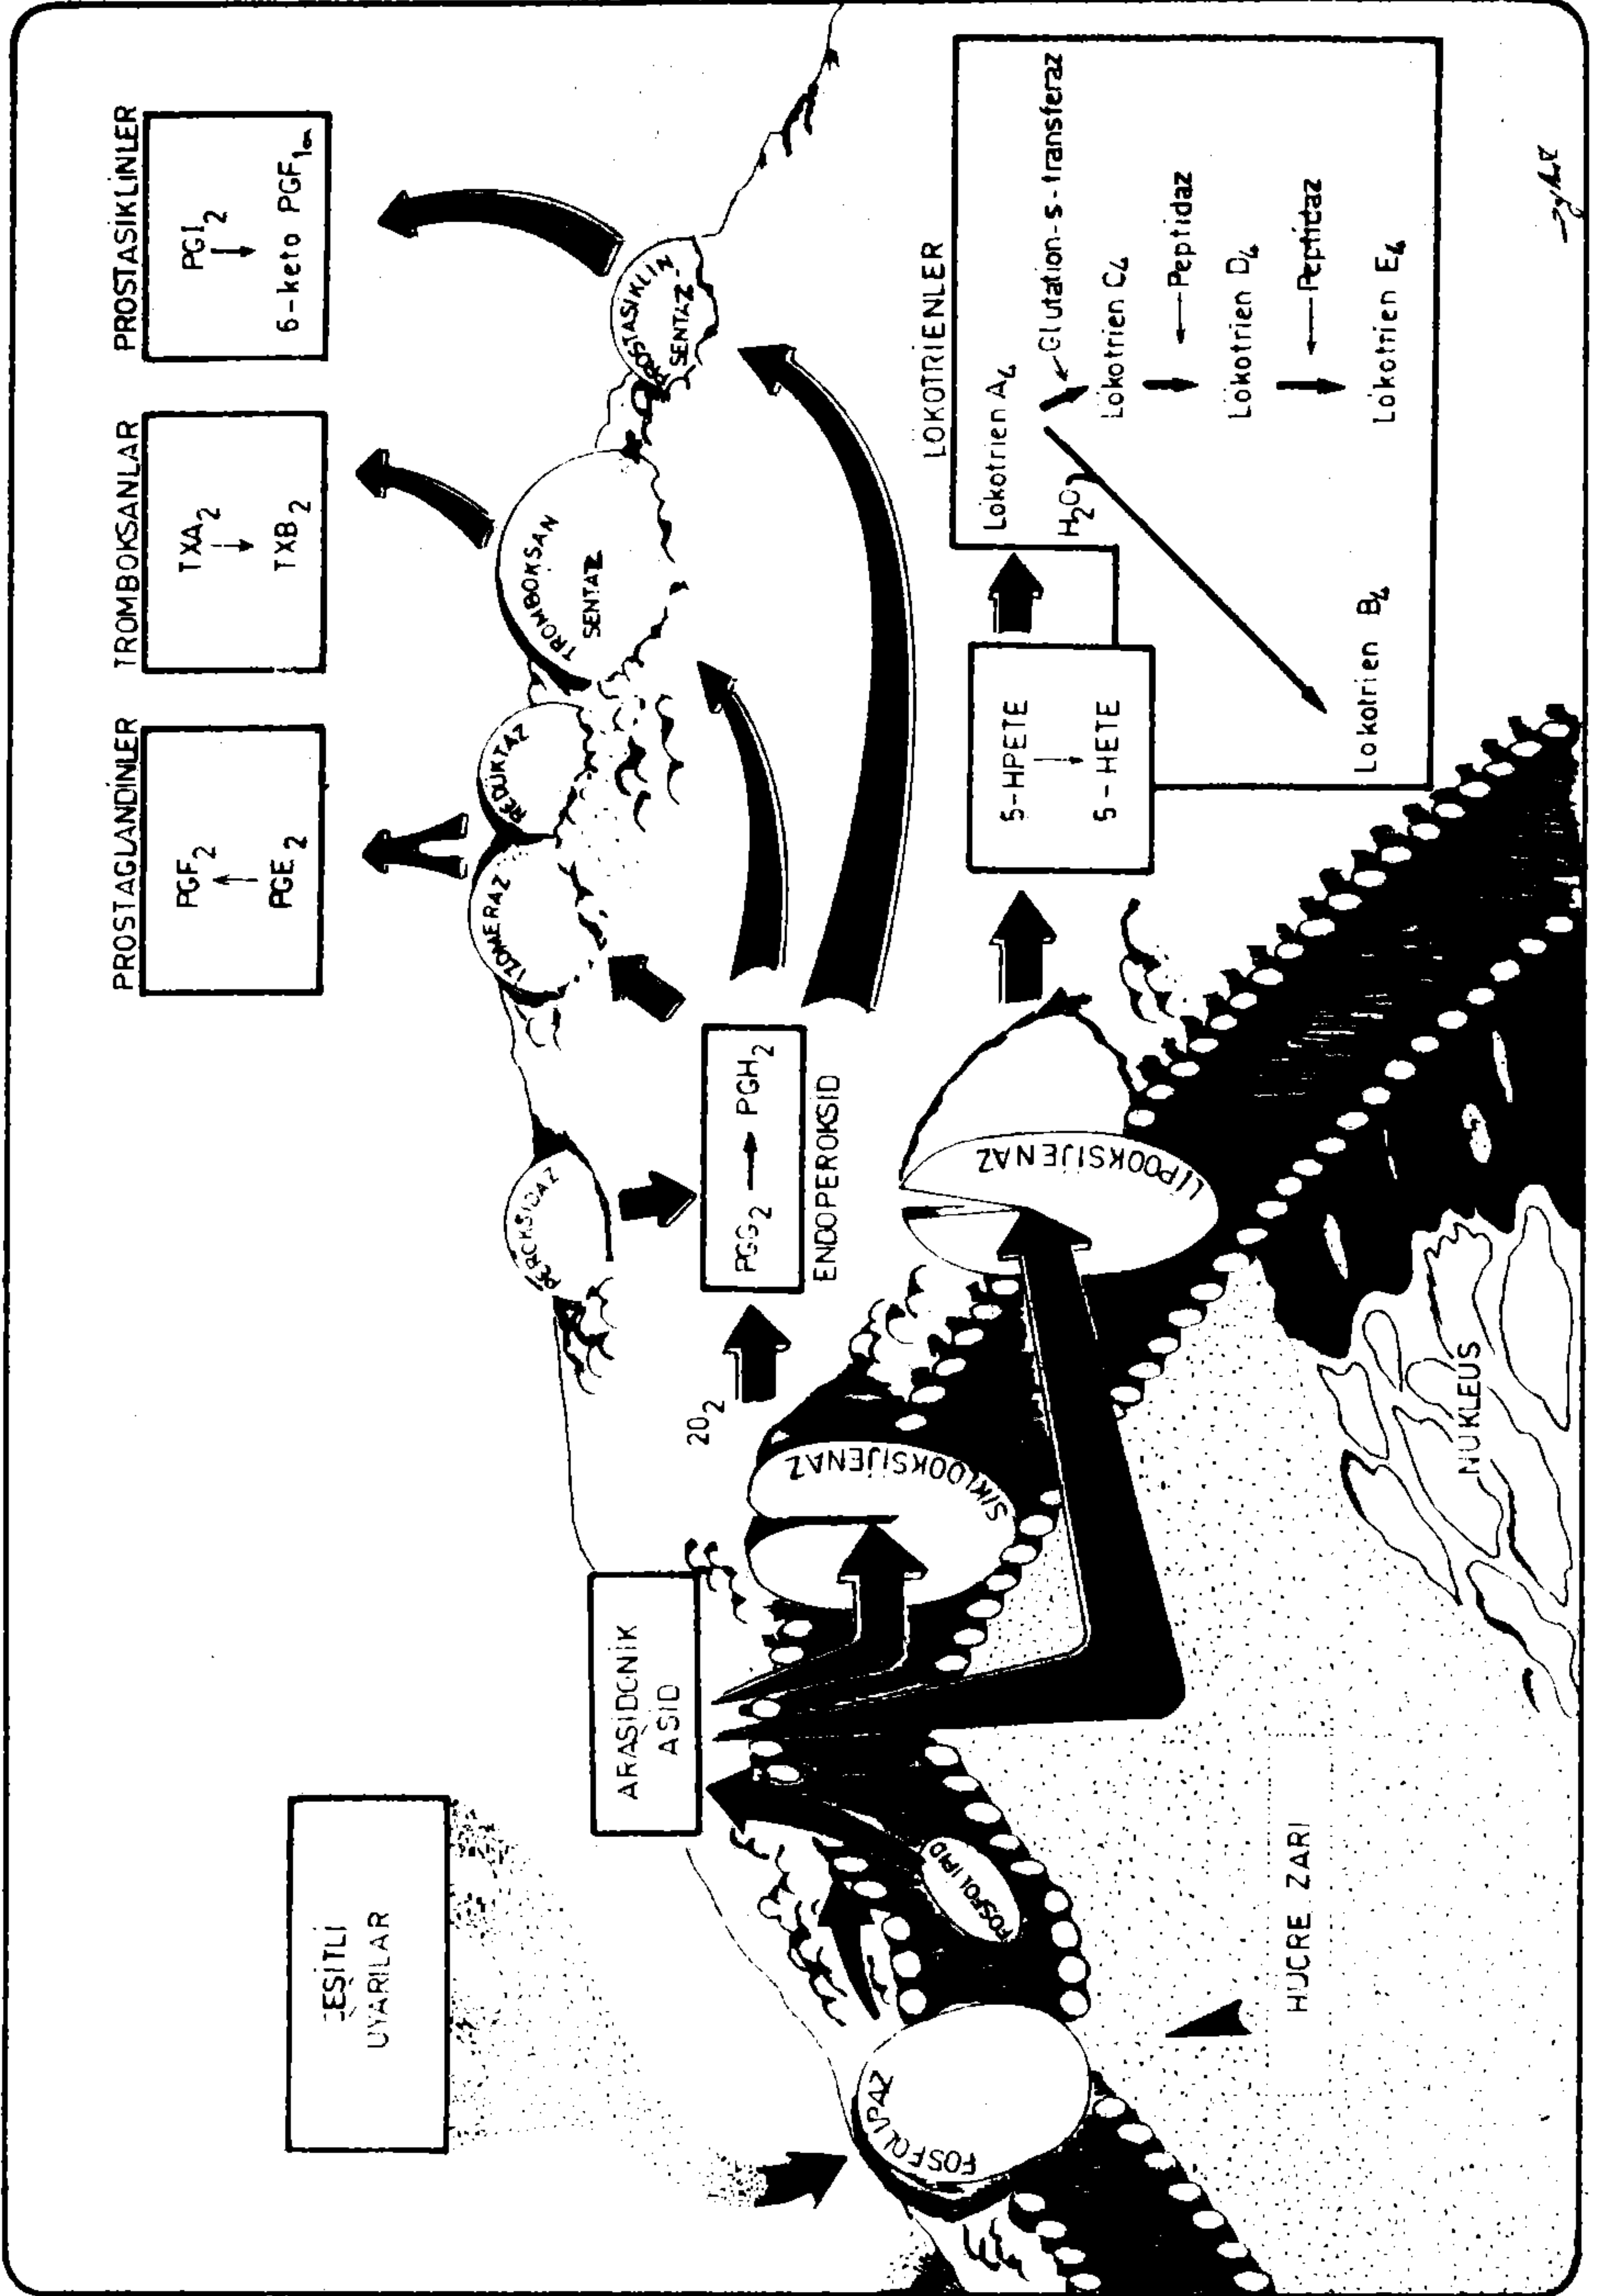 ÇEŞİTLİ
UYARILAR
PROSTAGLANDİNLER
PGF2
↑
PGE2
TROMBOKSANLAR
TXA2
↓
TXB2
PROSTASİKLİNLER
PGI2
↓
6-keto PGF1α
PEROKSİDAZ
İZOMERAZ
REDÜKTAZ
TROMBOKSAN
SENTAZ
PROSTASİKLİZ
SENTAZ
ARAŞİDONİK
ASİD
2O2
PGG2 → PGH2
ENDOPEROKSID
FOSFOLİPAZ
FOSFOLİPİD
SİKLOOKSİJENAZ
LİPOOKSİJENAZ
5-HPETE
↓
5-HETE
LÖKOTRİENLER
Lökotrien A4
H2O
Glutation-s-transferaz
Lökotrien C4
Peptidaz
Lökotrien D4
Peptidaz
Lökotrien B4
Lökotrien E4
HÜCRE ZARI
NÜKLEUS